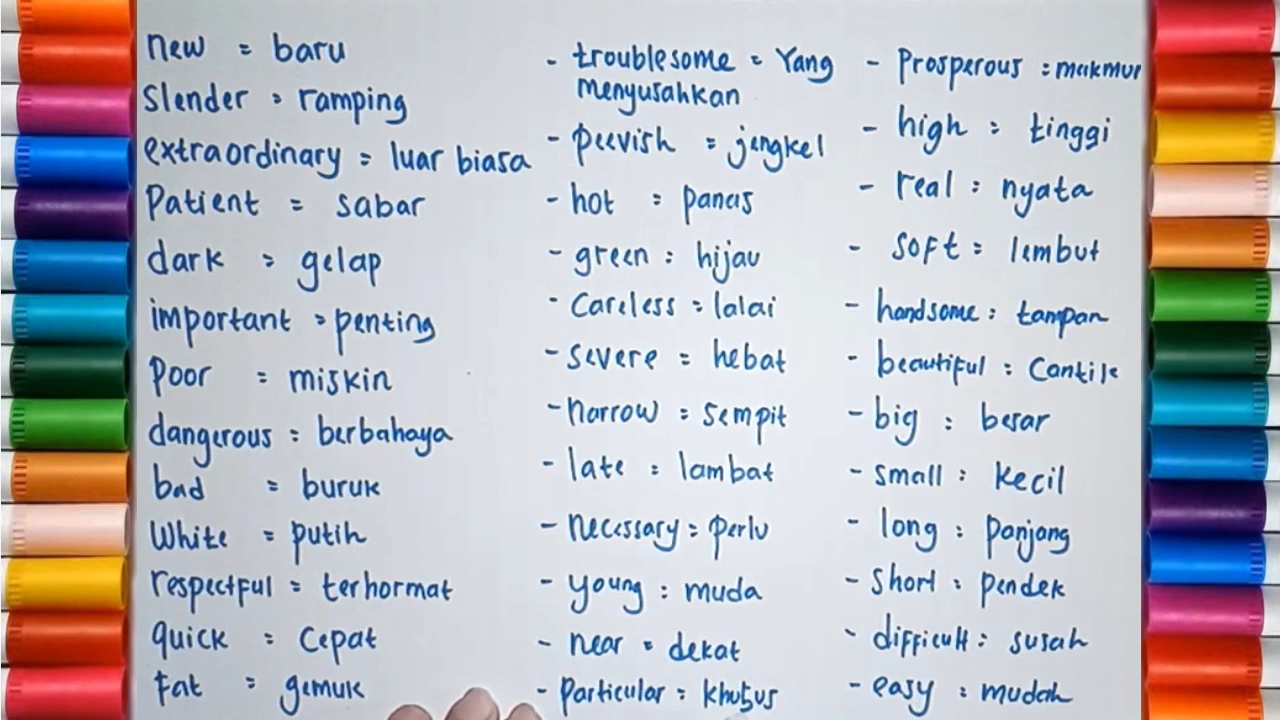 new = baru
Slender = ramping
extraordinary = luar biasa
Patient = sabar
dark = gelap
important = penting
Poor = miskin
dangerous = berbahaya
bad = buruk
White = putih
respectful = terhormat
quick = Cepat
Fat = gemuk
- troublesome = Yang
menyusahkan
- peevish = jengkel
- hot = panas
- green = hijau
- Careless = lalai
- severe = hebat
- narrow = sempit
- late = lambat
- necessary = perlu
- young = muda
- near = dekat
- particular = khusus
- Prosperous = makmur
- high = tinggi
- real = nyata
- soft = lembut
- handsome = tampan
- beautiful = Cantik
- big = besar
- small = kecil
- long = panjang
- short = pendek
- difficult = susah
- easy = mudah